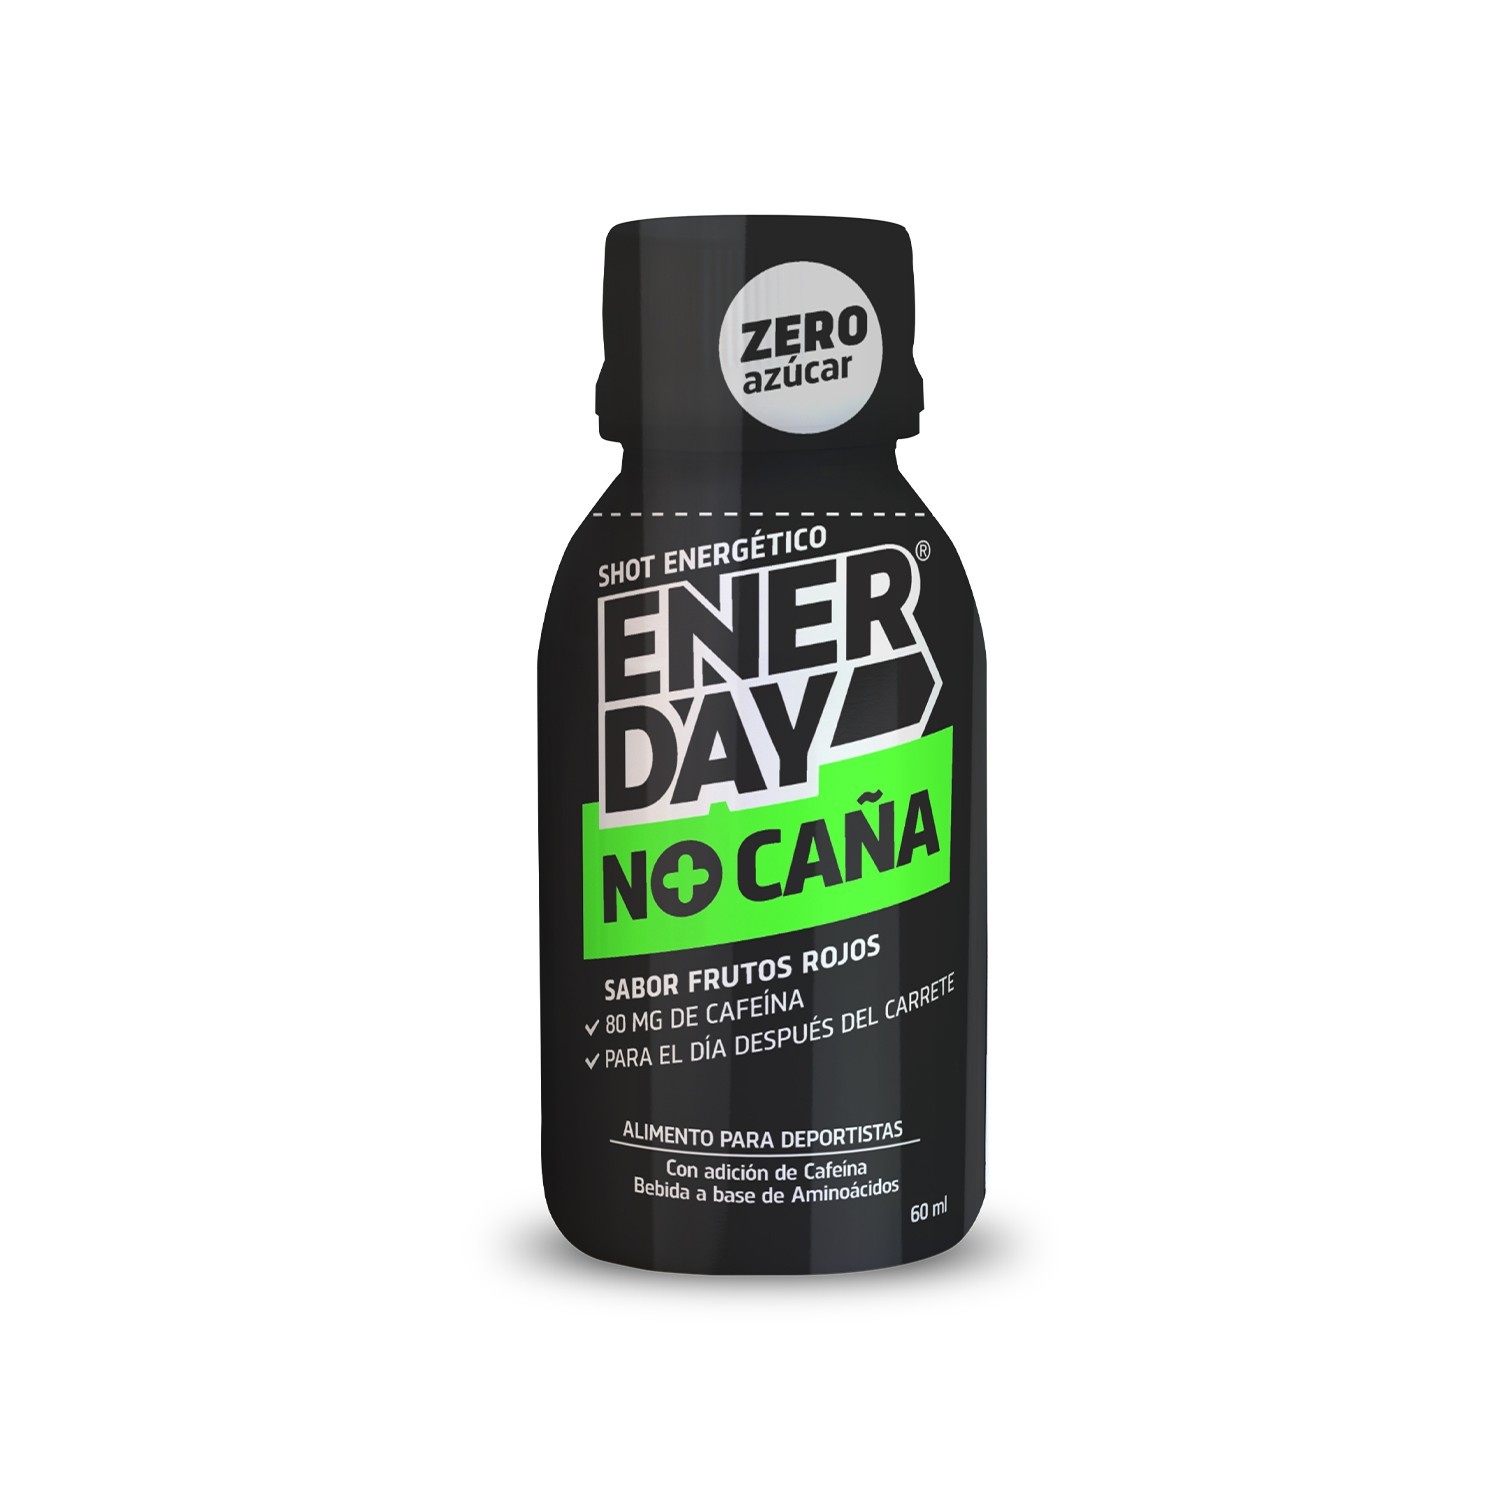 ZERO
azúcar
SHOT ENERGÉTICO
ENER®
DAY
NO CAÑA
SABOR FRUTOS ROJOS
✓ 80 MG DE CAFEÍNA
✓ PARA EL DÍA DESPUÉS DEL CARRETE
ALIMENTO PARA DEPORTISTAS
Con adición de Cafeína
Bebida a base de Aminoácidos
60 ml